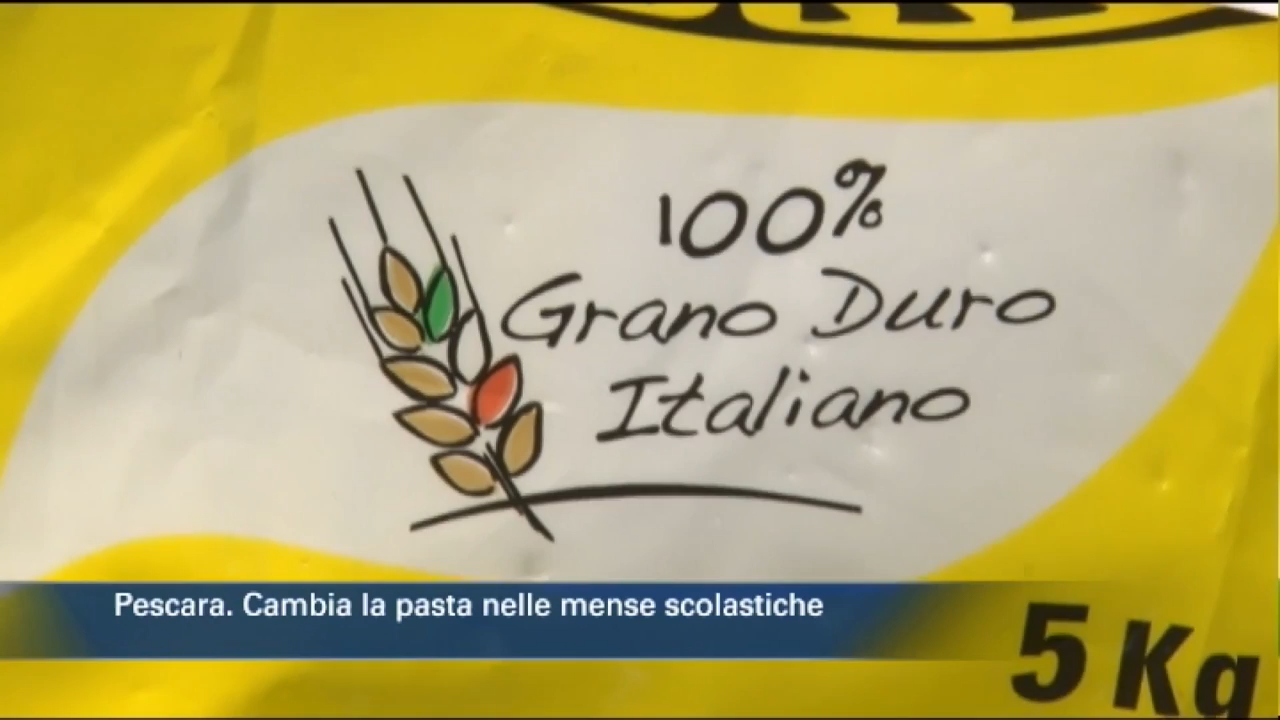 100%
Grano Duro
Italiano
Pescara. Cambia la pasta nelle mense scolastiche
5 Kg